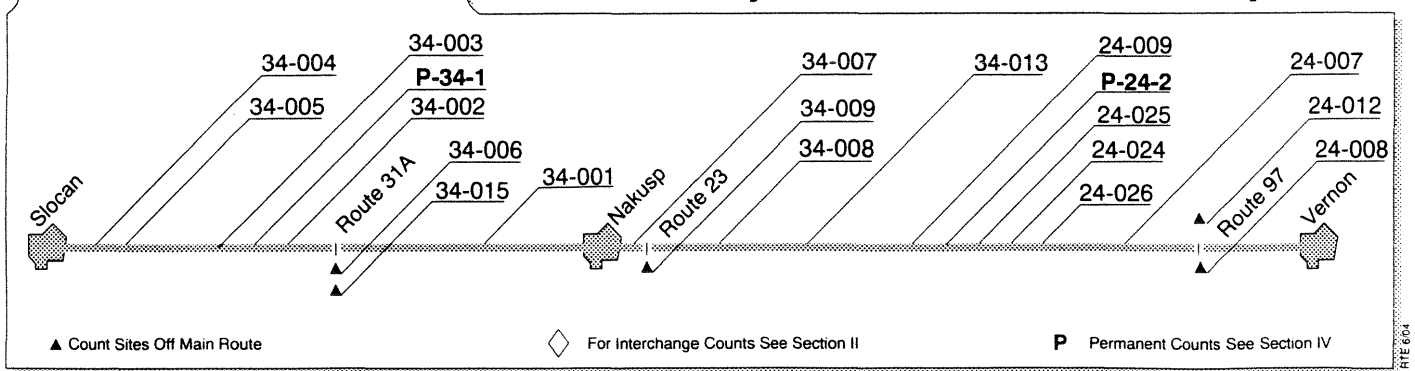 34-004
34-005
34-003
P-34-1
34-002
34-006
34-015
34-001
34-007
34-009
34-008
34-013
24-009
P-24-2
24-025
24-024
24-026
24-007
24-012
24-008
Slocan
Route 31A
Nakusp
Route 23
Route 97
Vernon
▲ Count Sites Off Main Route
For Interchange Counts See Section II
P Permanent Counts See Section IV
RTE 6/04